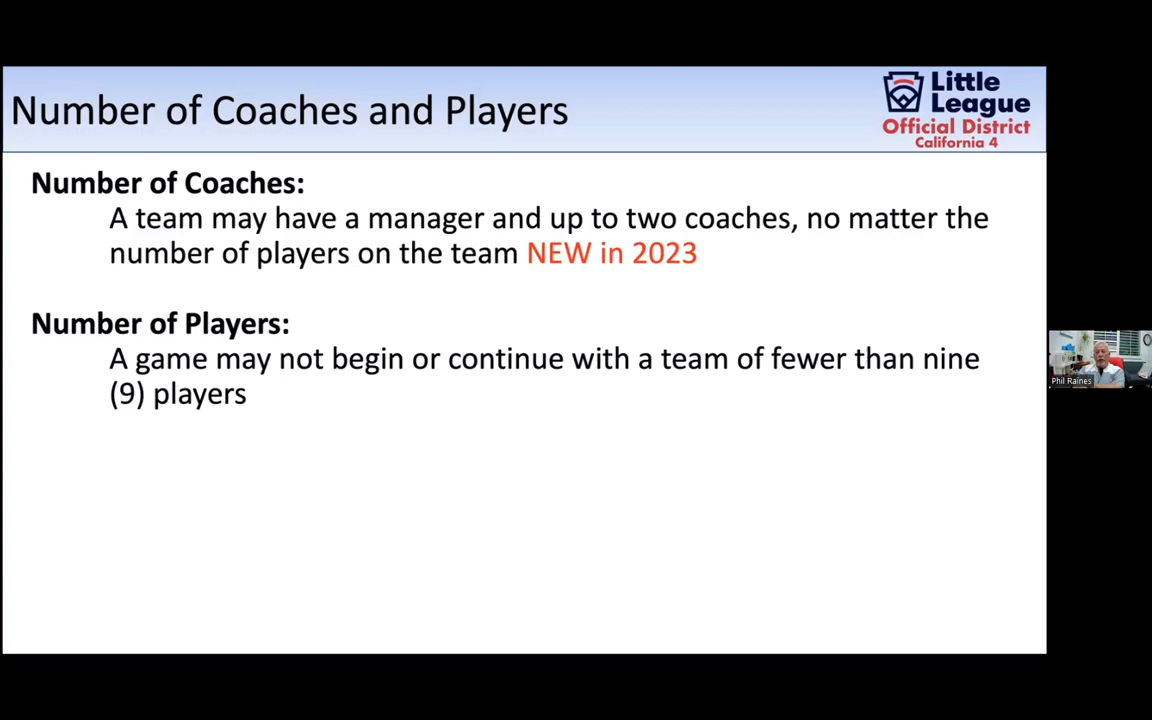 Number of Coaches and Players
Little
League
Official District
California 4
Number of Coaches:
A team may have a manager and up to two coaches, no matter the
number of players on the team NEW in 2023
Number of Players:
A game may not begin or continue with a team of fewer than nine
(9) players
Phil Raines